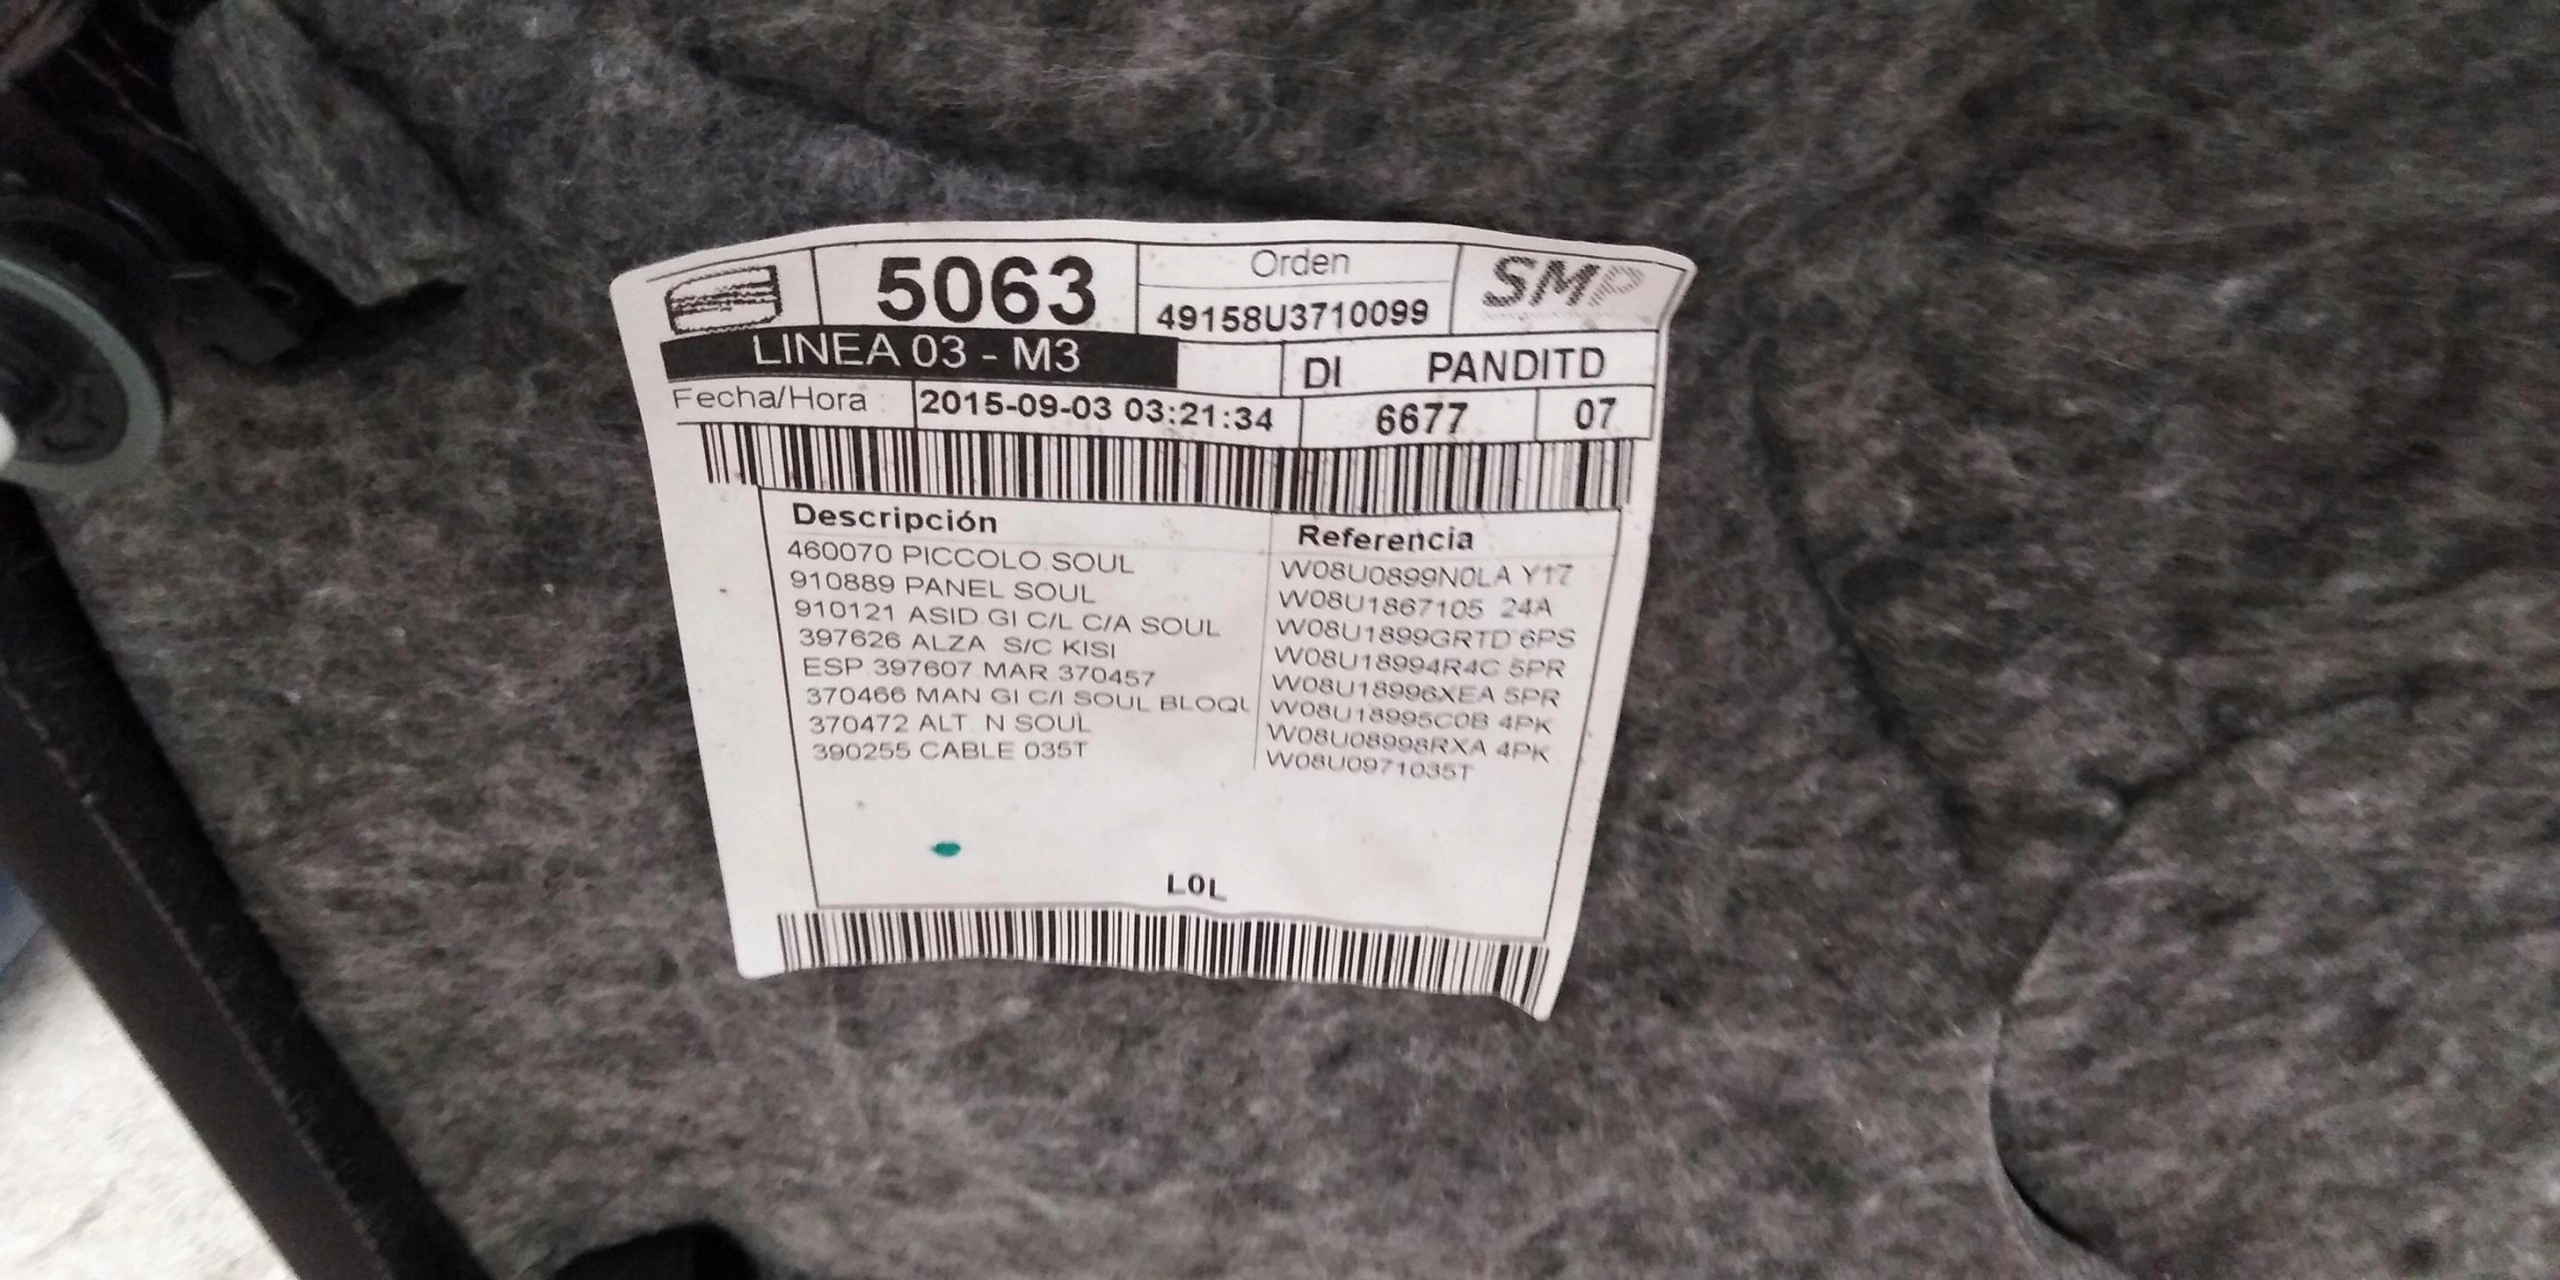 5063
Orden
49158U3710099
SMP
LINEA 03 - M3
DI PANDITD
Fecha/Hora : 2015-09-03 03:21:34 6677 07
Descripción Referencia
460070 PICCOLO SOUL W08U0899N0LA Y1Z
910889 PANEL SOUL W08U1867105 24A
910121 ASID GI C/L C/A SOUL W08U1899GRTD 6PS
397626 ALZA S/C KISI W08U18994R4C 5PR
ESP 397607 MAR 370457 W08U18996XEA 5PR
370466 MAN GI C/I SOUL BLOQU W08U18995C0B 4PK
370472 ALT N SOUL W08U08998RXA 4PK
390255 CABLE 035T W08U0971035T
L0L